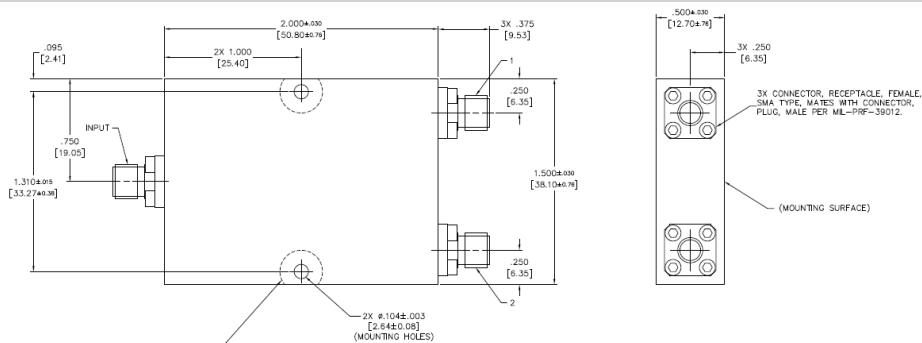 2.000±.030
[50.80±0.76]
3X .375
[9.53]
.500±.030
[12.70±.76]
.095
[2.41]
2X 1.000
[25.40]
3X .250
[6.35]
1
.250
[6.35]
3X CONNECTOR, RECEPTACLE, FEMALE,
SMA TYPE, MATES WITH CONNECTOR,
PLUG, MALE PER MIL-PRF-39012.
INPUT
.750
[19.05]
1.310±.015
[33.27±0.38]
1.500±.030
[38.10±0.76]
(MOUNTING SURFACE)
.250
[6.35]
2
2X ø.104±.003
[2.64±0.08]
(MOUNTING HOLES)